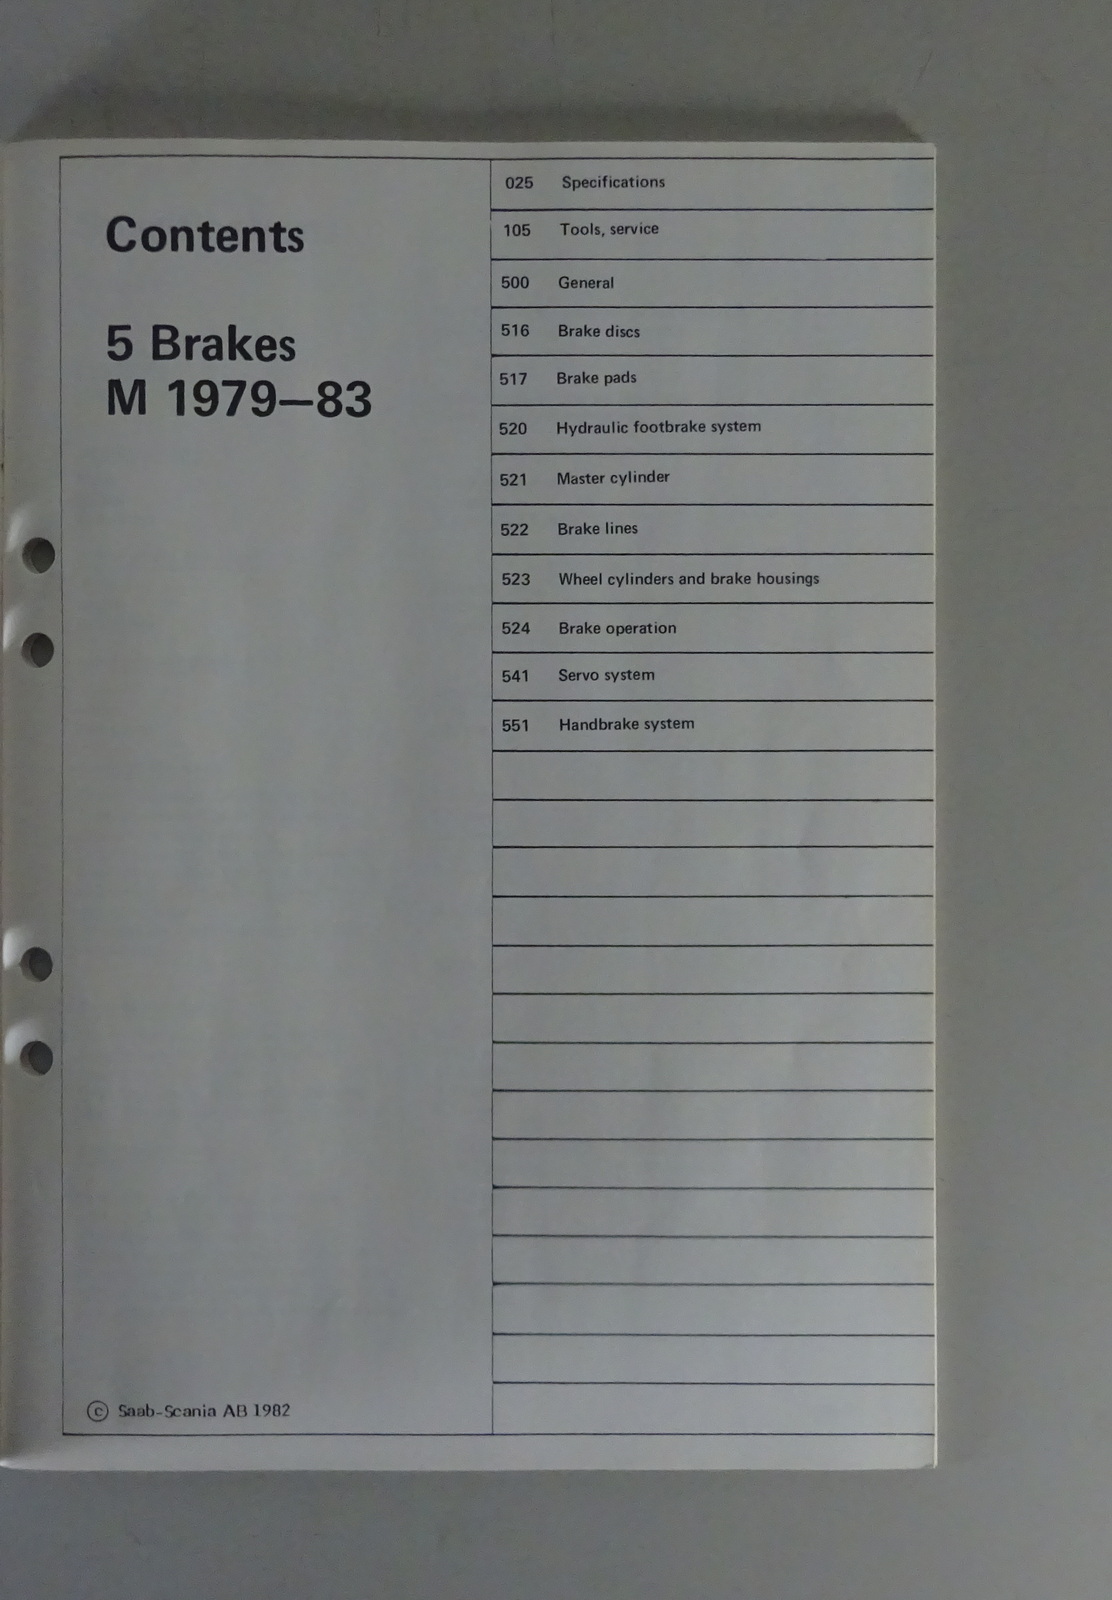 Contents
5 Brakes
M 1979–83
025 Specifications
105 Tools, service
500 General
516 Brake discs
517 Brake pads
520 Hydraulic footbrake system
521 Master cylinder
522 Brake lines
523 Wheel cylinders and brake housings
524 Brake operation
541 Servo system
551 Handbrake system
© Saab-Scania AB 1982